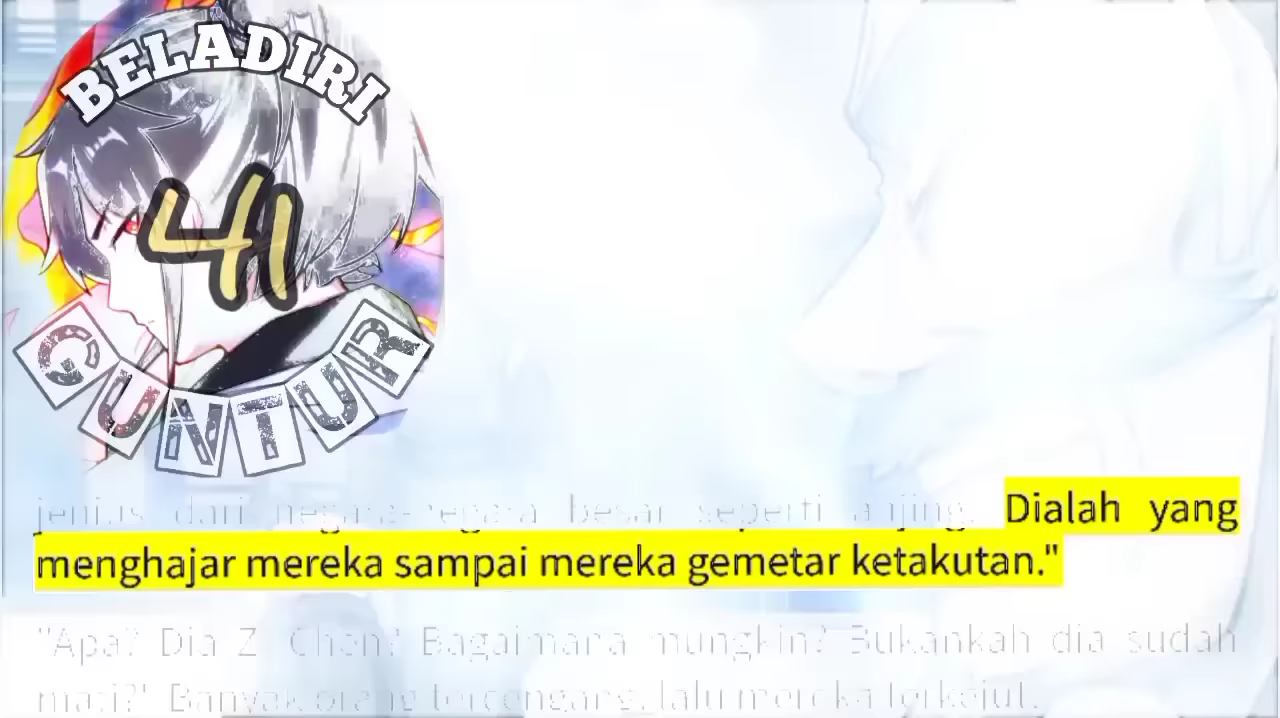 BELADIRI
41
GUNTUR
jenius dari negara-negara besar seperti anjing. Dialah yang
menghajar mereka sampai mereka gemetar ketakutan."
"Apa? Dia Zi Chen? Bagaimana mungkin? Bukankah dia sudah
mati?" Banyak orang tercengang, lalu mereka terkejut.